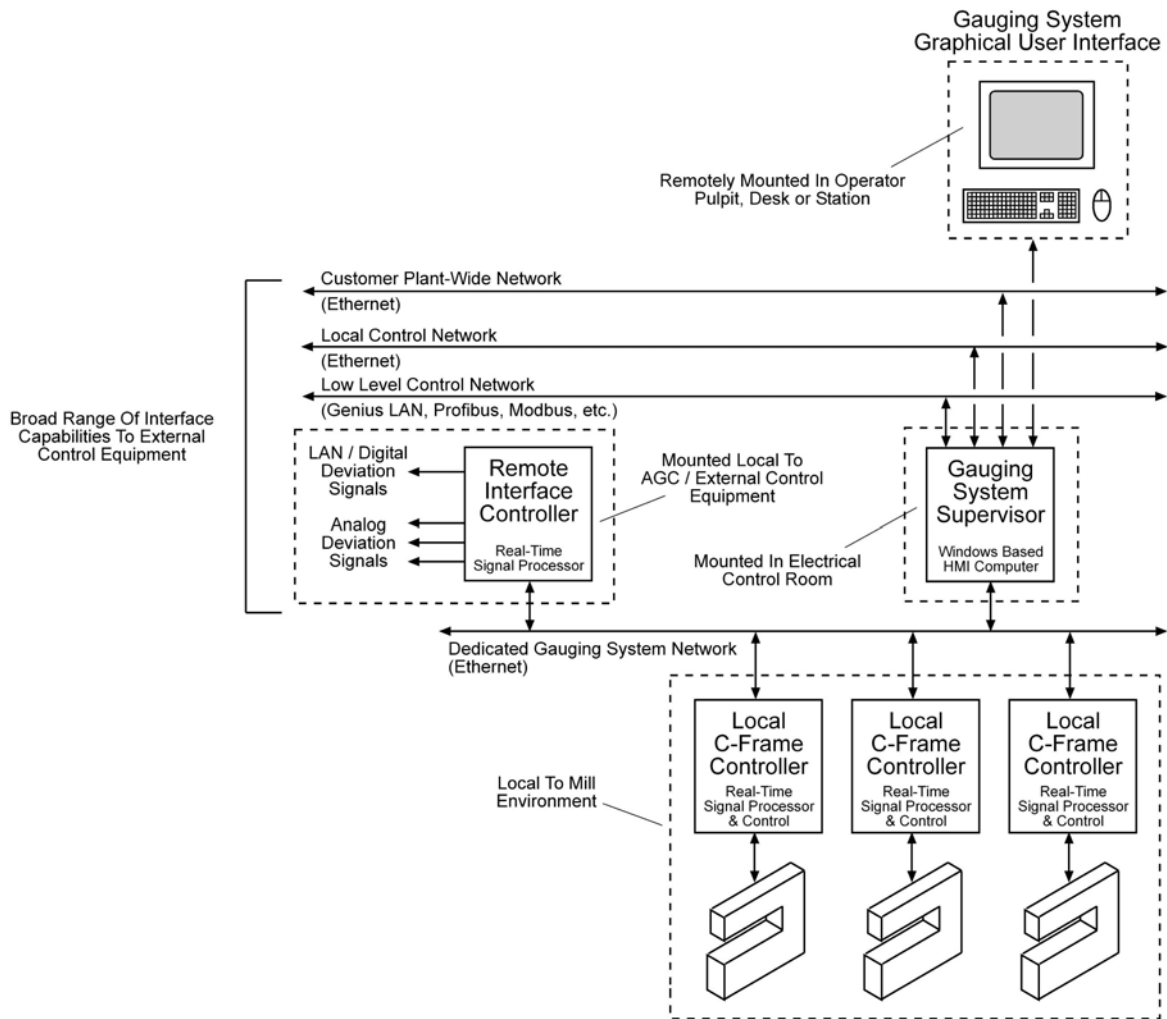 Gauging System
Graphical User Interface
Remotely Mounted In Operator
Pulpit, Desk or Station
Customer Plant-Wide Network
(Ethernet)
Local Control Network
(Ethernet)
Low Level Control Network
(Genius LAN, Profibus, Modbus, etc.)
Broad Range Of Interface
Capabilities To External
Control Equipment
LAN / Digital
Deviation
Signals
Analog
Deviation
Signals
Remote
Interface
Controller
Real-Time
Signal Processor
Mounted Local To
AGC / External Control
Equipment
Mounted In Electrical
Control Room
Gauging
System
Supervisor
Windows Based
HMI Computer
Dedicated Gauging System Network
(Ethernet)
Local To Mill
Environment
Local
C-Frame
Controller
Real-Time
Signal Processor
& Control
Local
C-Frame
Controller
Real-Time
Signal Processor
& Control
Local
C-Frame
Controller
Real-Time
Signal Processor
& Control